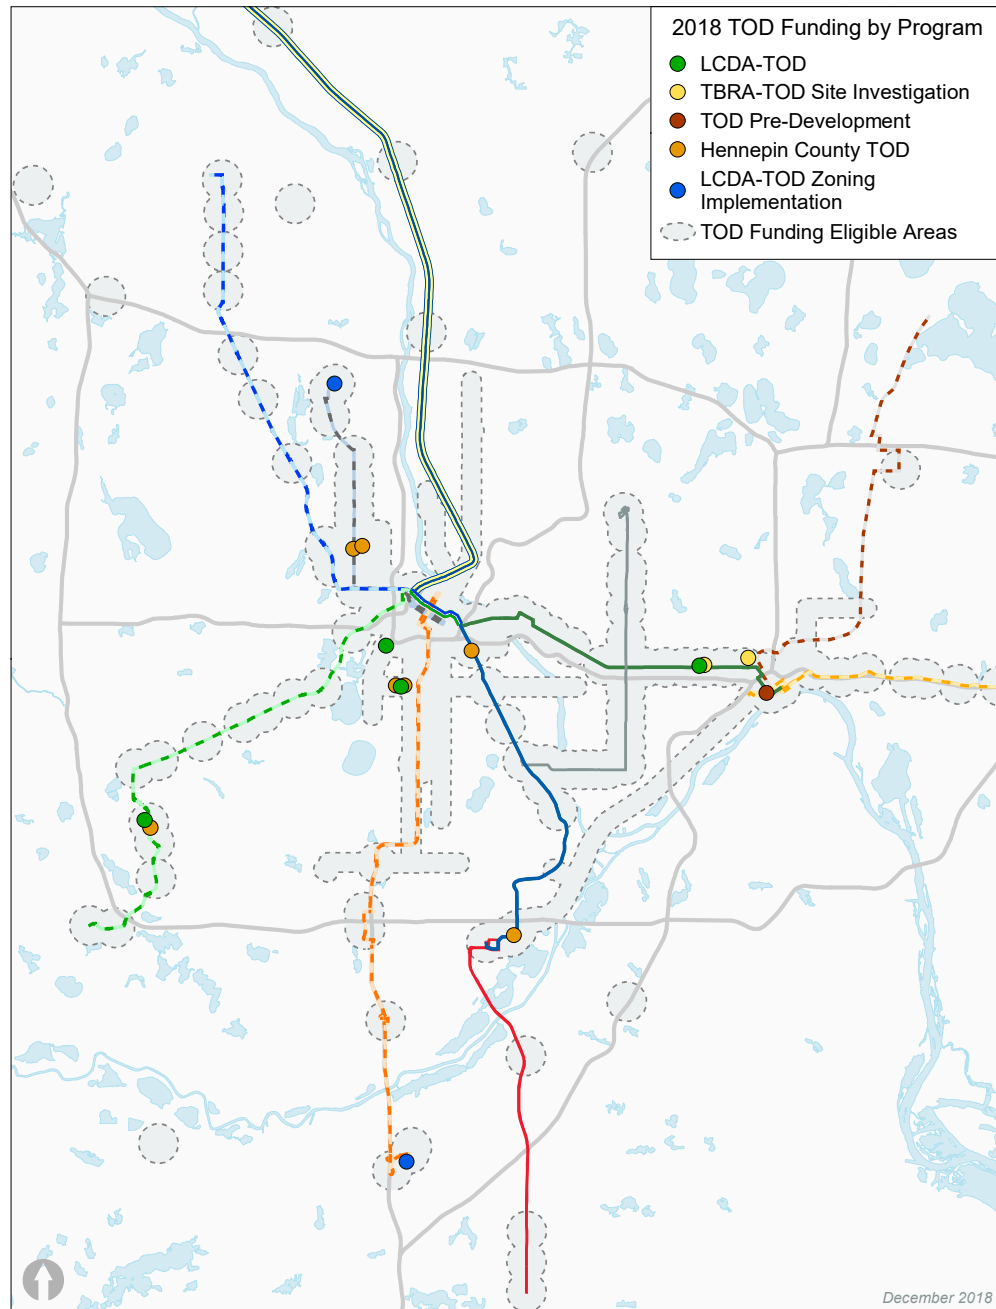 2018 TOD Funding by Program
LCDA-TOD
TBRA-TOD Site Investigation
TOD Pre-Development
Hennepin County TOD
LCDA-TOD Zoning
Implementation
TOD Funding Eligible Areas
December 2018